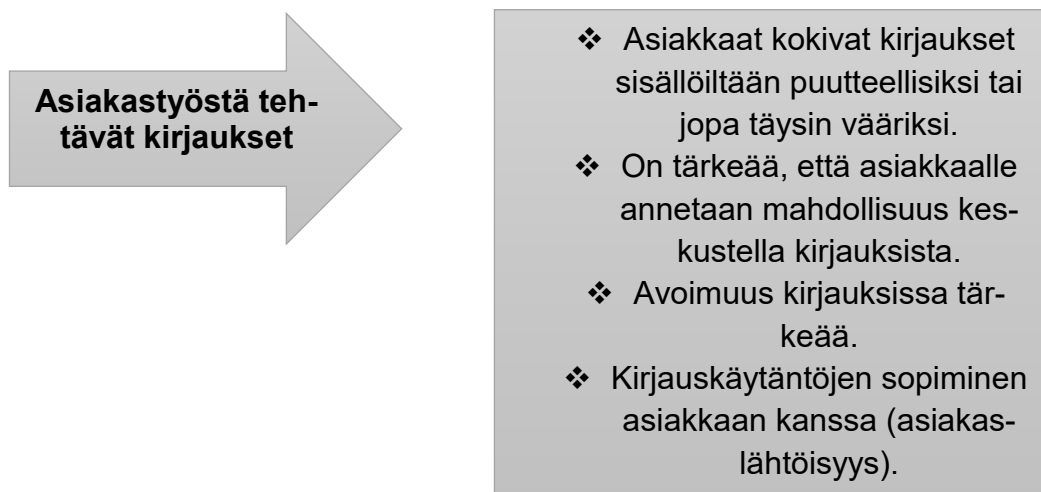 Asiakastyöstä teh-
tävät kirjaukset
❖ Asiakkaat kokivat kirjaukset
sisällöiltään puutteellisiksi tai
jopa täysin vääriksi.
❖ On tärkeää, että asiakkaalle
annetaan mahdollisuus kes-
kustella kirjauksista.
❖ Avoimuus kirjauksissa tär-
keää.
❖ Kirjauskäytäntöjen sopiminen
asiakkaan kanssa (asiakas-
lähtöisyys).